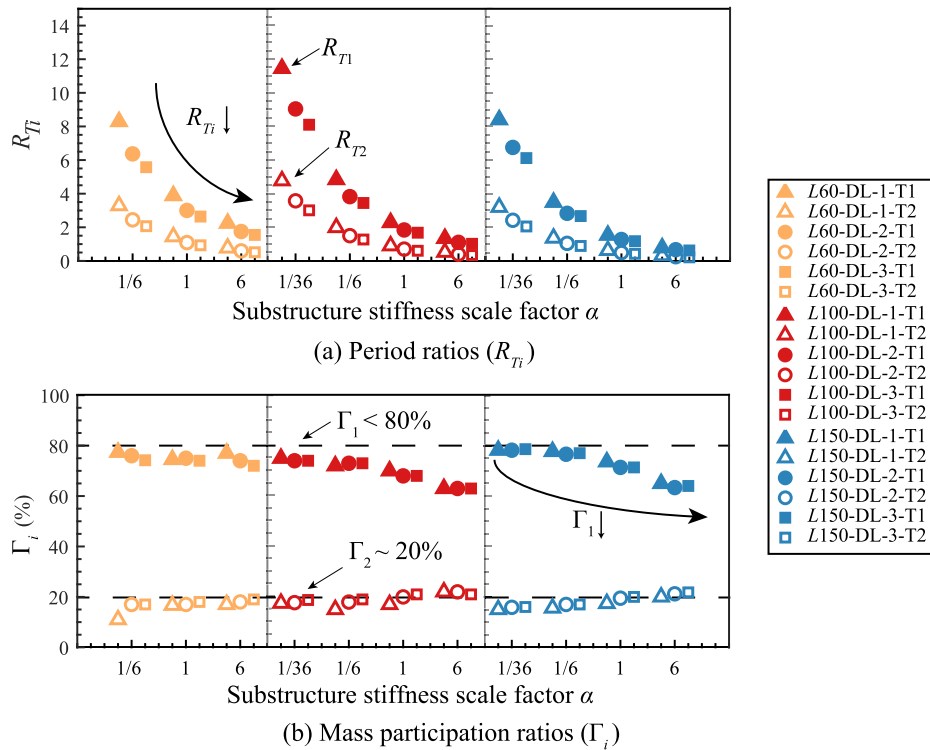 14
12
10
8
6
4
2
0
R_Ti
R_Ti ↓
R_T1
R_T2
1/6 1 6 1/36 1/6 1 6 1/36 1/6 1 6
Substructure stiffness scale factor α
(a) Period ratios (R_Ti)
100
80
60
40
20
0
Γ_i (%)
Γ_1 < 80%
Γ_2 ~ 20%
Γ_1 ↓
1/6 1 6 1/36 1/6 1 6 1/36 1/6 1 6
Substructure stiffness scale factor α
(b) Mass participation ratios (Γ_i)
L60-DL-1-T1
L60-DL-1-T2
L60-DL-2-T1
L60-DL-2-T2
L60-DL-3-T1
L60-DL-3-T2
L100-DL-1-T1
L100-DL-1-T2
L100-DL-2-T1
L100-DL-2-T2
L100-DL-3-T1
L100-DL-3-T2
L150-DL-1-T1
L150-DL-1-T2
L150-DL-2-T1
L150-DL-2-T2
L150-DL-3-T1
L150-DL-3-T2